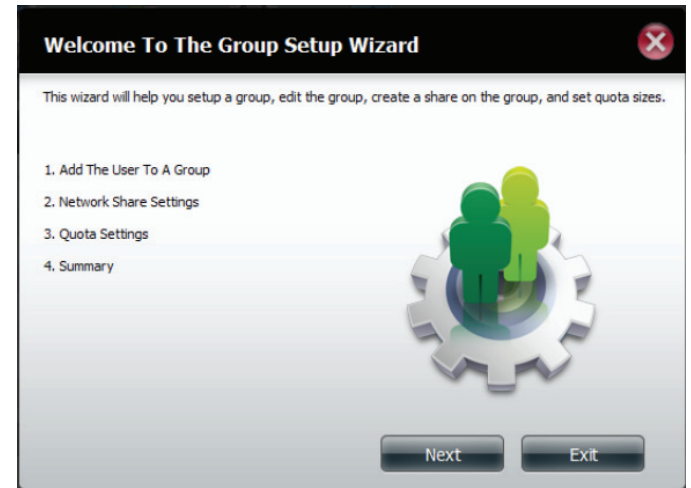 Welcome To The Group Setup Wizard
This wizard will help you setup a group, edit the group, create a share on the group, and set quota sizes.
1. Add The User To A Group
2. Network Share Settings
3. Quota Settings
4. Summary
Next
Exit